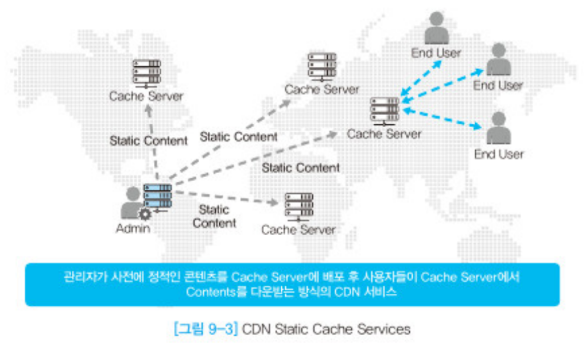 End User
Cache Server
Cache Server
End User
Cache Server
Static Content
Static Content
End User
Static Content
Static
Content
Admin
Cache Server
관리자가 사전에 정적인 콘텐츠를 Cache Server에 배포 후 사용자들이 Cache Server에서
Contents를 다운받는 방식의 CDN 서비스
[그림 9-3] CDN Static Cache Services